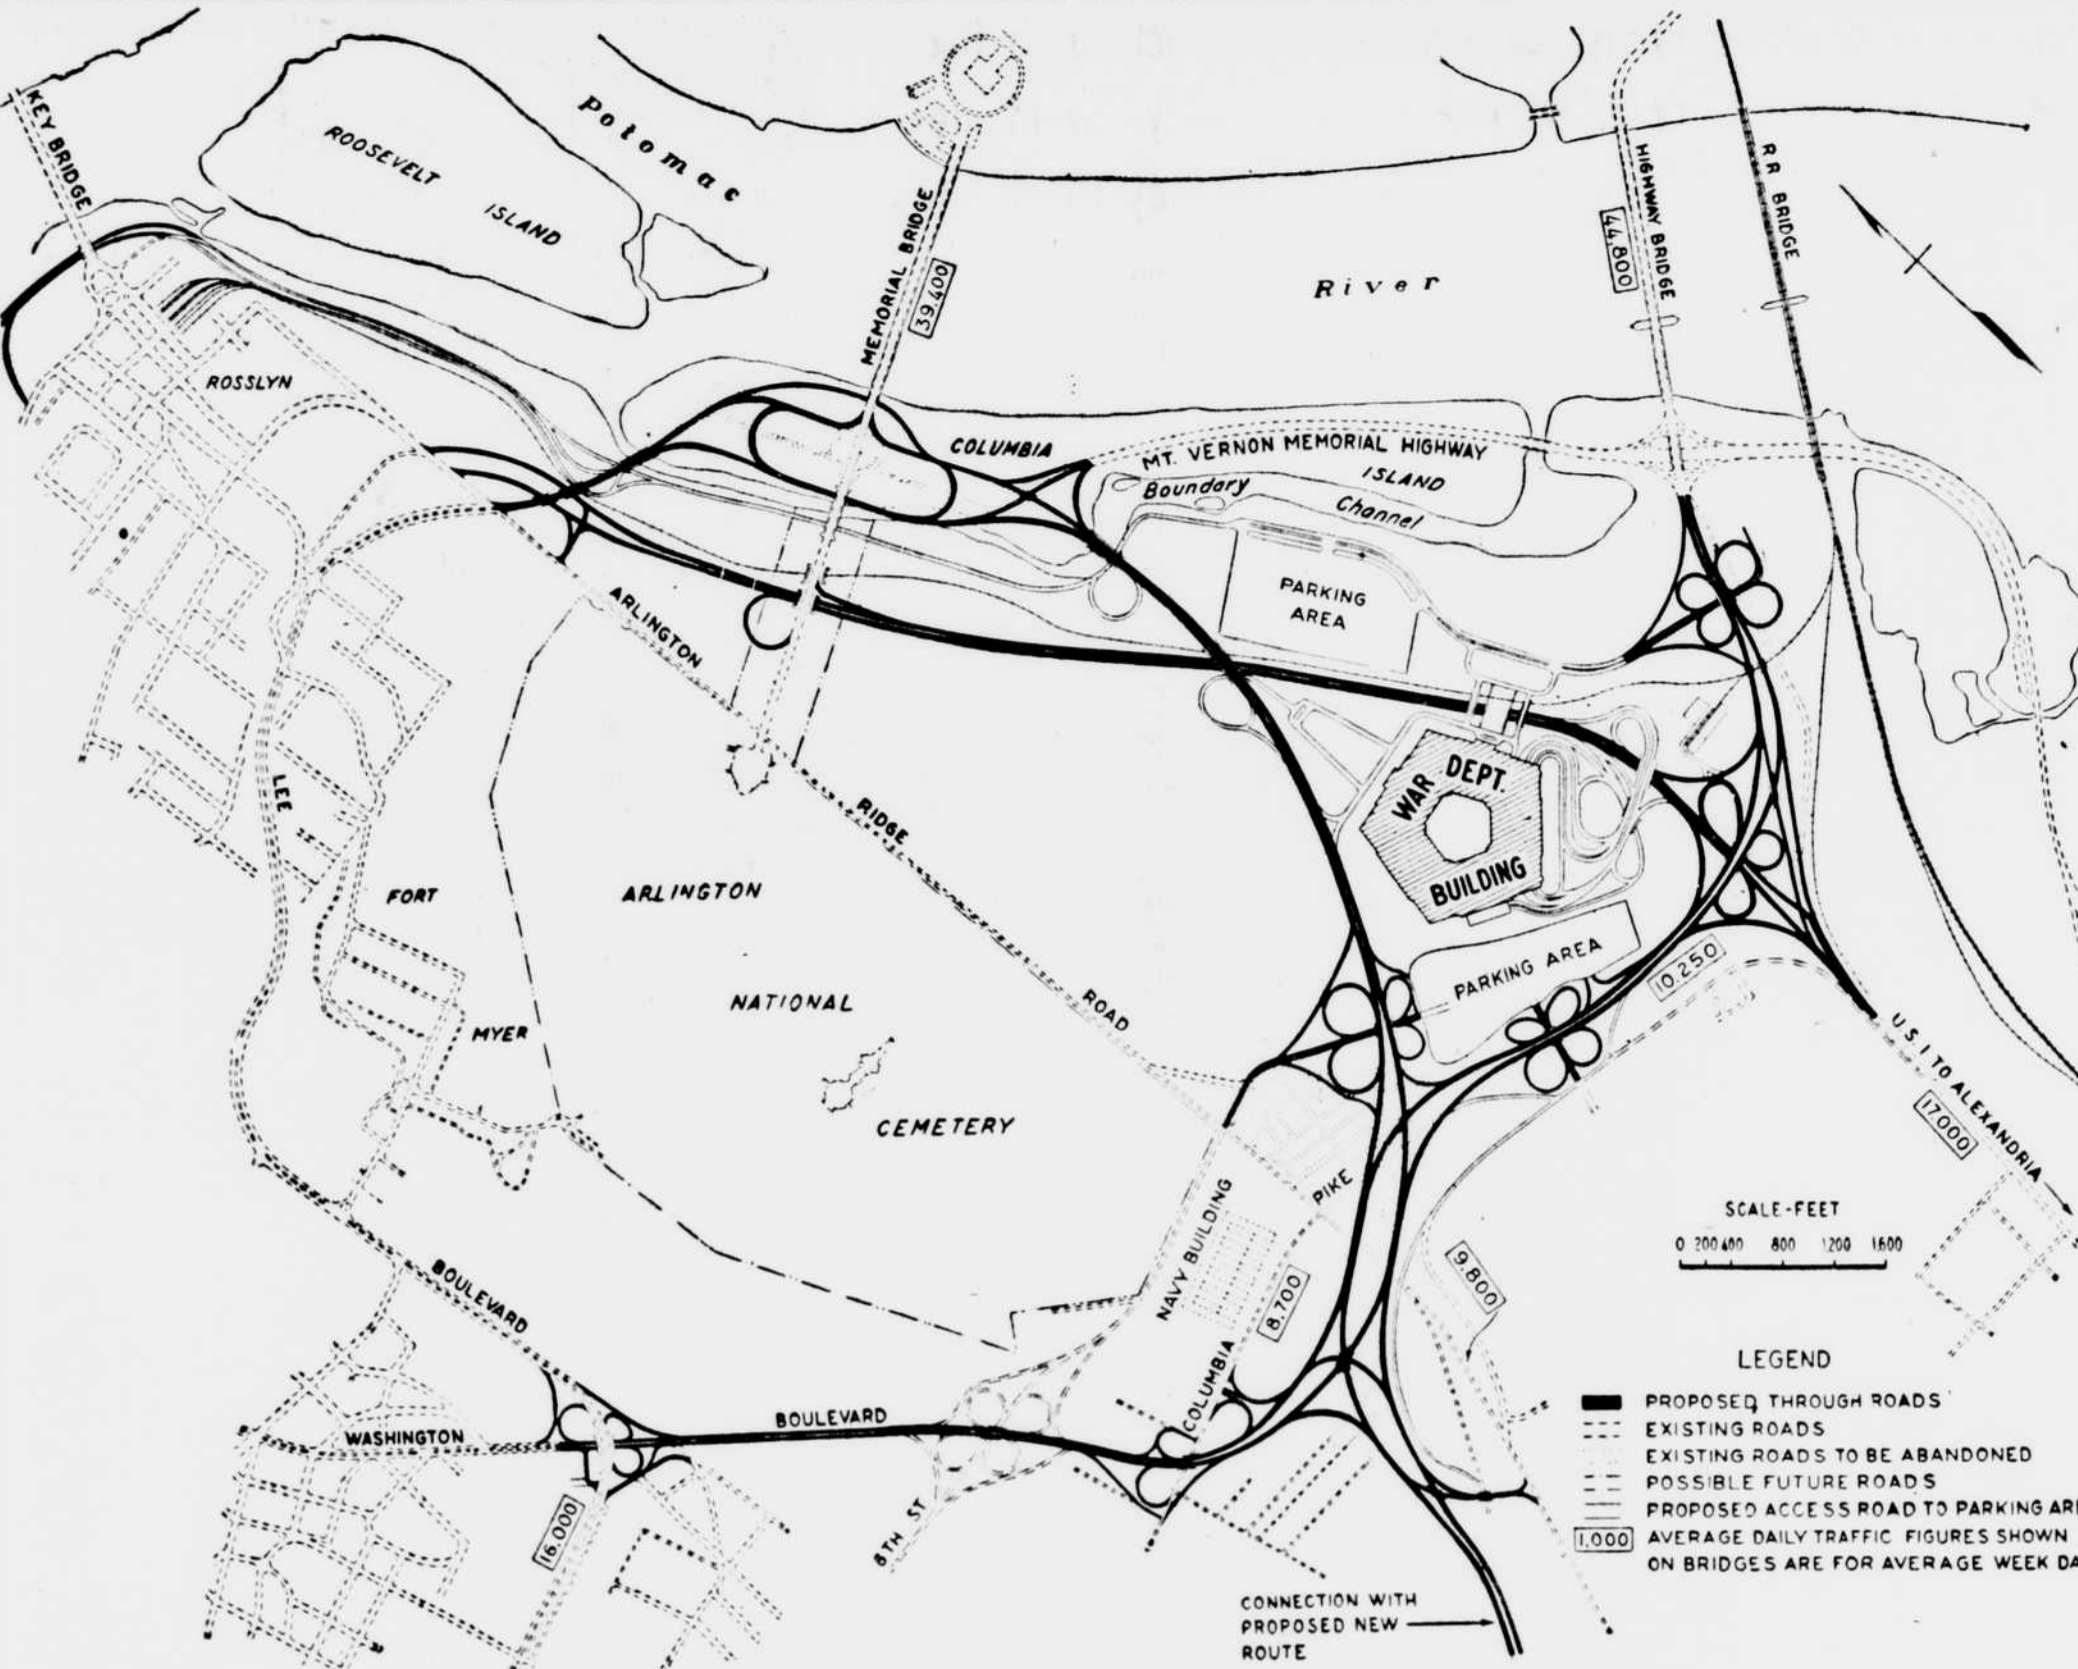 KEY BRIDGE
ROOSEVELT
ISLAND
Potomac
MEMORIAL BRIDGE
39,400
River
HIGHWAY BRIDGE
44,800
R R BRIDGE
ROSSLYN
COLUMBIA
MT. VERNON MEMORIAL HIGHWAY
ISLAND
Boundary
Channel
PARKING
AREA
ARLINGTON
RIDGE
ROAD
LEE
BOULEVARD
FORT
MYER
ARLINGTON
NATIONAL
CEMETERY
WAR DEPT.
BUILDING
PARKING AREA
10,250
U.S. 1 TO ALEXANDRIA
17000
NAVY BUILDING
COLUMBIA
PIKE
8,700
9,800
WASHINGTON
BOULEVARD
16,000
8TH ST
SCALE-FEET
0 200 400 800 1200 1600
LEGEND
PROPOSED THROUGH ROADS
EXISTING ROADS
EXISTING ROADS TO BE ABANDONED
POSSIBLE FUTURE ROADS
PROPOSED ACCESS ROAD TO PARKING AR
1,000 AVERAGE DAILY TRAFFIC FIGURES SHOWN
ON BRIDGES ARE FOR AVERAGE WEEK DA
CONNECTION WITH
PROPOSED NEW
ROUTE